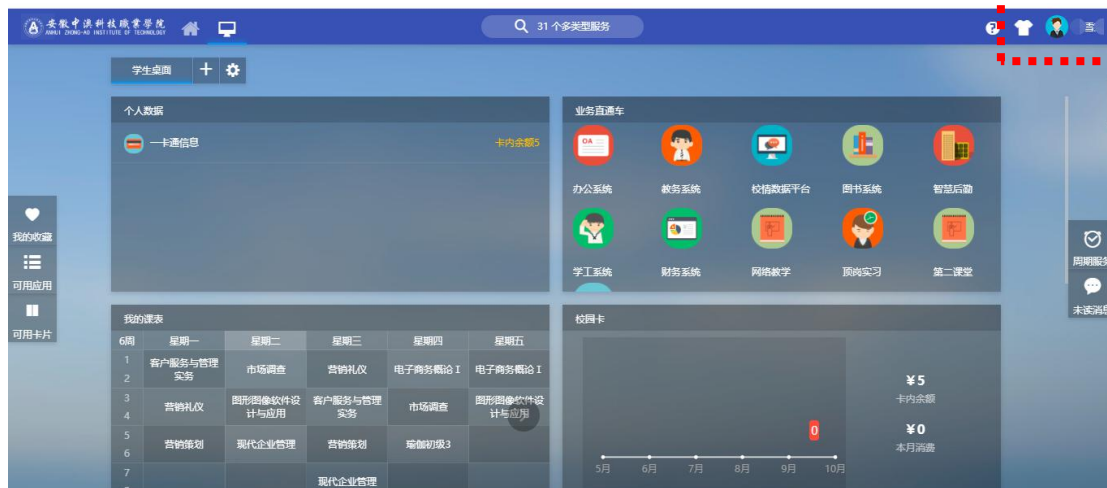 安徽中澳科技職業學院
ANHUI ZHONG-AO INSTITUTE OF TECHNOLOGY
31 个多类型服务
学生桌面
个人数据
一卡通信息
卡内余额5
业务直通车
OA
办公系统
教务系统
校情数据平台
图书系统
智慧后勤
学工系统
财务系统
网络教学
顶岗实习
第二课堂
我的收藏
可用应用
可用卡片
周期服务
未读消息
我的课表
6周 星期一 星期二 星期三 星期四 星期五
1
2
客户服务与管理实务
市场调查
营销礼仪
电子商务概论 I
电子商务概论 I
3
4
营销礼仪
图形图像软件设计与应用
客户服务与管理实务
市场调查
图形图像软件设计与应用
5
6
营销策划
现代企业管理
营销策划
瑜伽初级3
7
现代企业管理
校园卡
¥5
卡内余额
¥0
本月消费
0
5月 6月 7月 8月 9月 10月